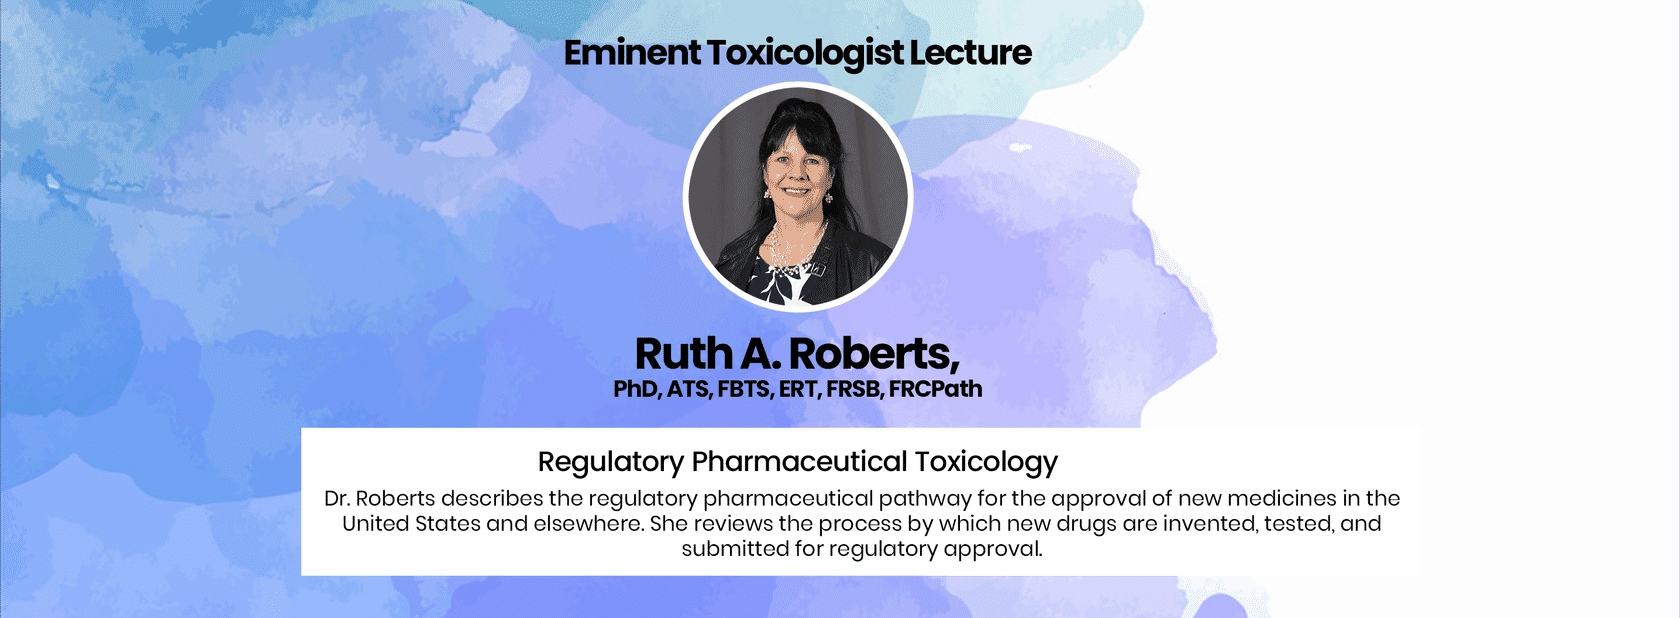 Eminent Toxicologist Lecture
Ruth A. Roberts,
PhD, ATS, FBTS, ERT, FRSB, FRCPath
Regulatory Pharmaceutical Toxicology
Dr. Roberts describes the regulatory pharmaceutical pathway for the approval of new medicines in the
United States and elsewhere. She reviews the process by which new drugs are invented, tested, and
submitted for regulatory approval.